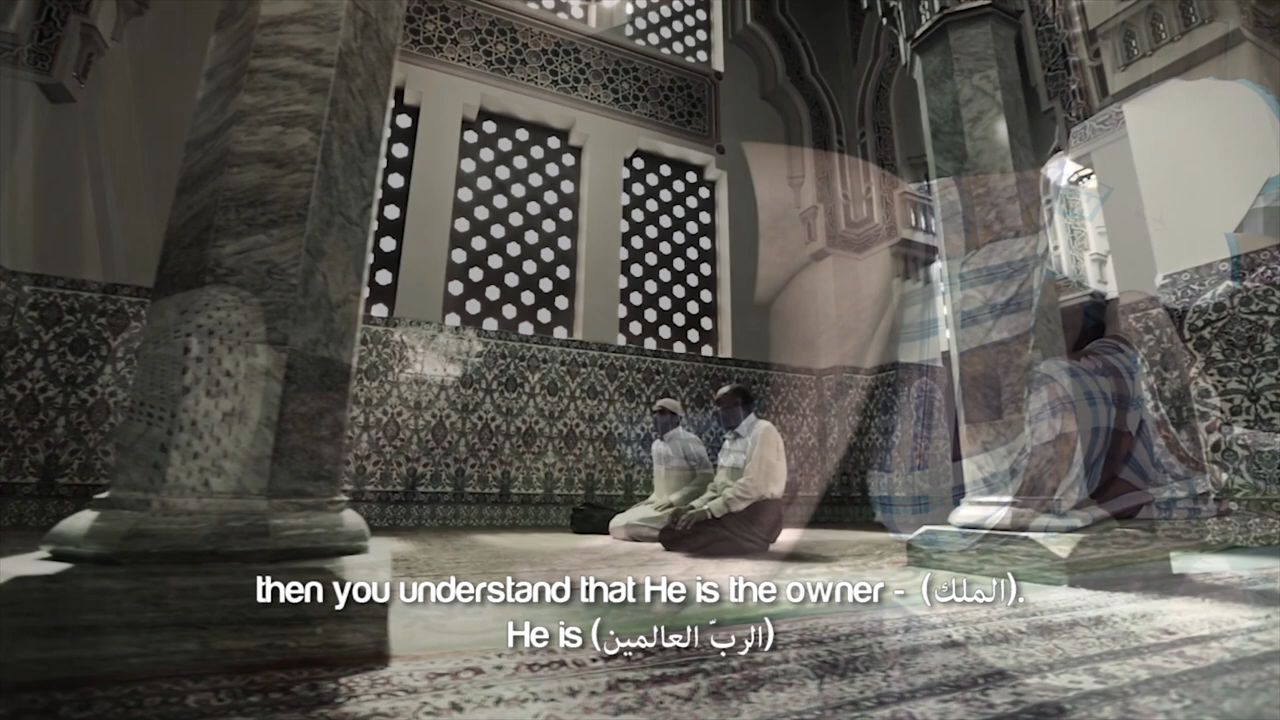 then you understand that He is the owner - (الملك).
He is (الربّ العالمين)